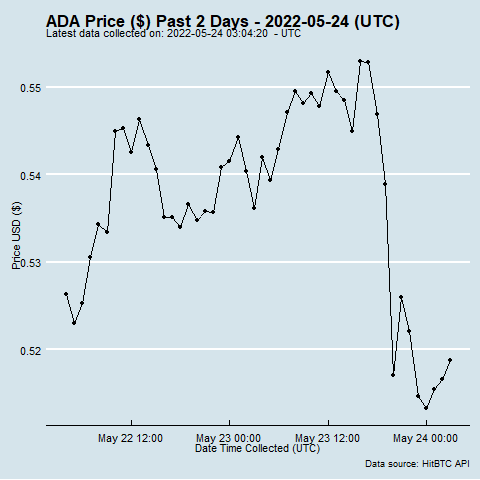 ADA Price ($) Past 2 Days - 2022-05-24 (UTC)
Latest data collected on: 2022-05-24 03:04:20 - UTC
Price USD ($)
0.55
0.54
0.53
0.52
May 22 12:00
May 23 00:00
May 23 12:00
May 24 00:00
Date Time Collected (UTC)
Data source: HitBTC API